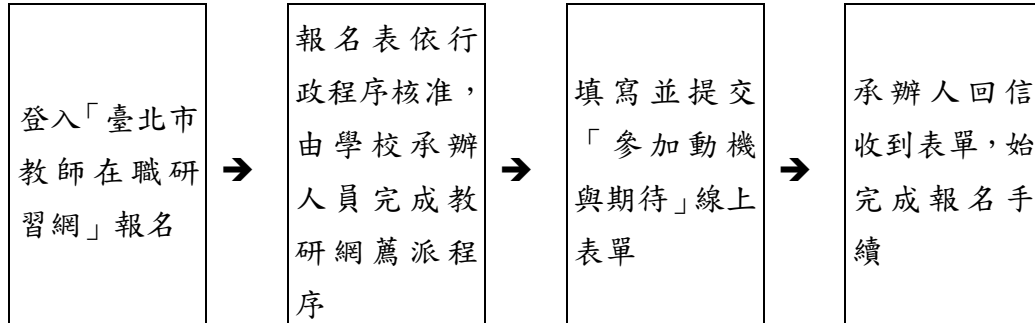 登入「臺北市
教師在職研
習網」報名
➔
報名表依行
政程序核准，
由學校承辦
人員完成教
研網薦派程
序
➔
填寫並提交
「參加動機
與期待」線上
表單
➔
承辦人回信
收到表單，始
完成報名手
續